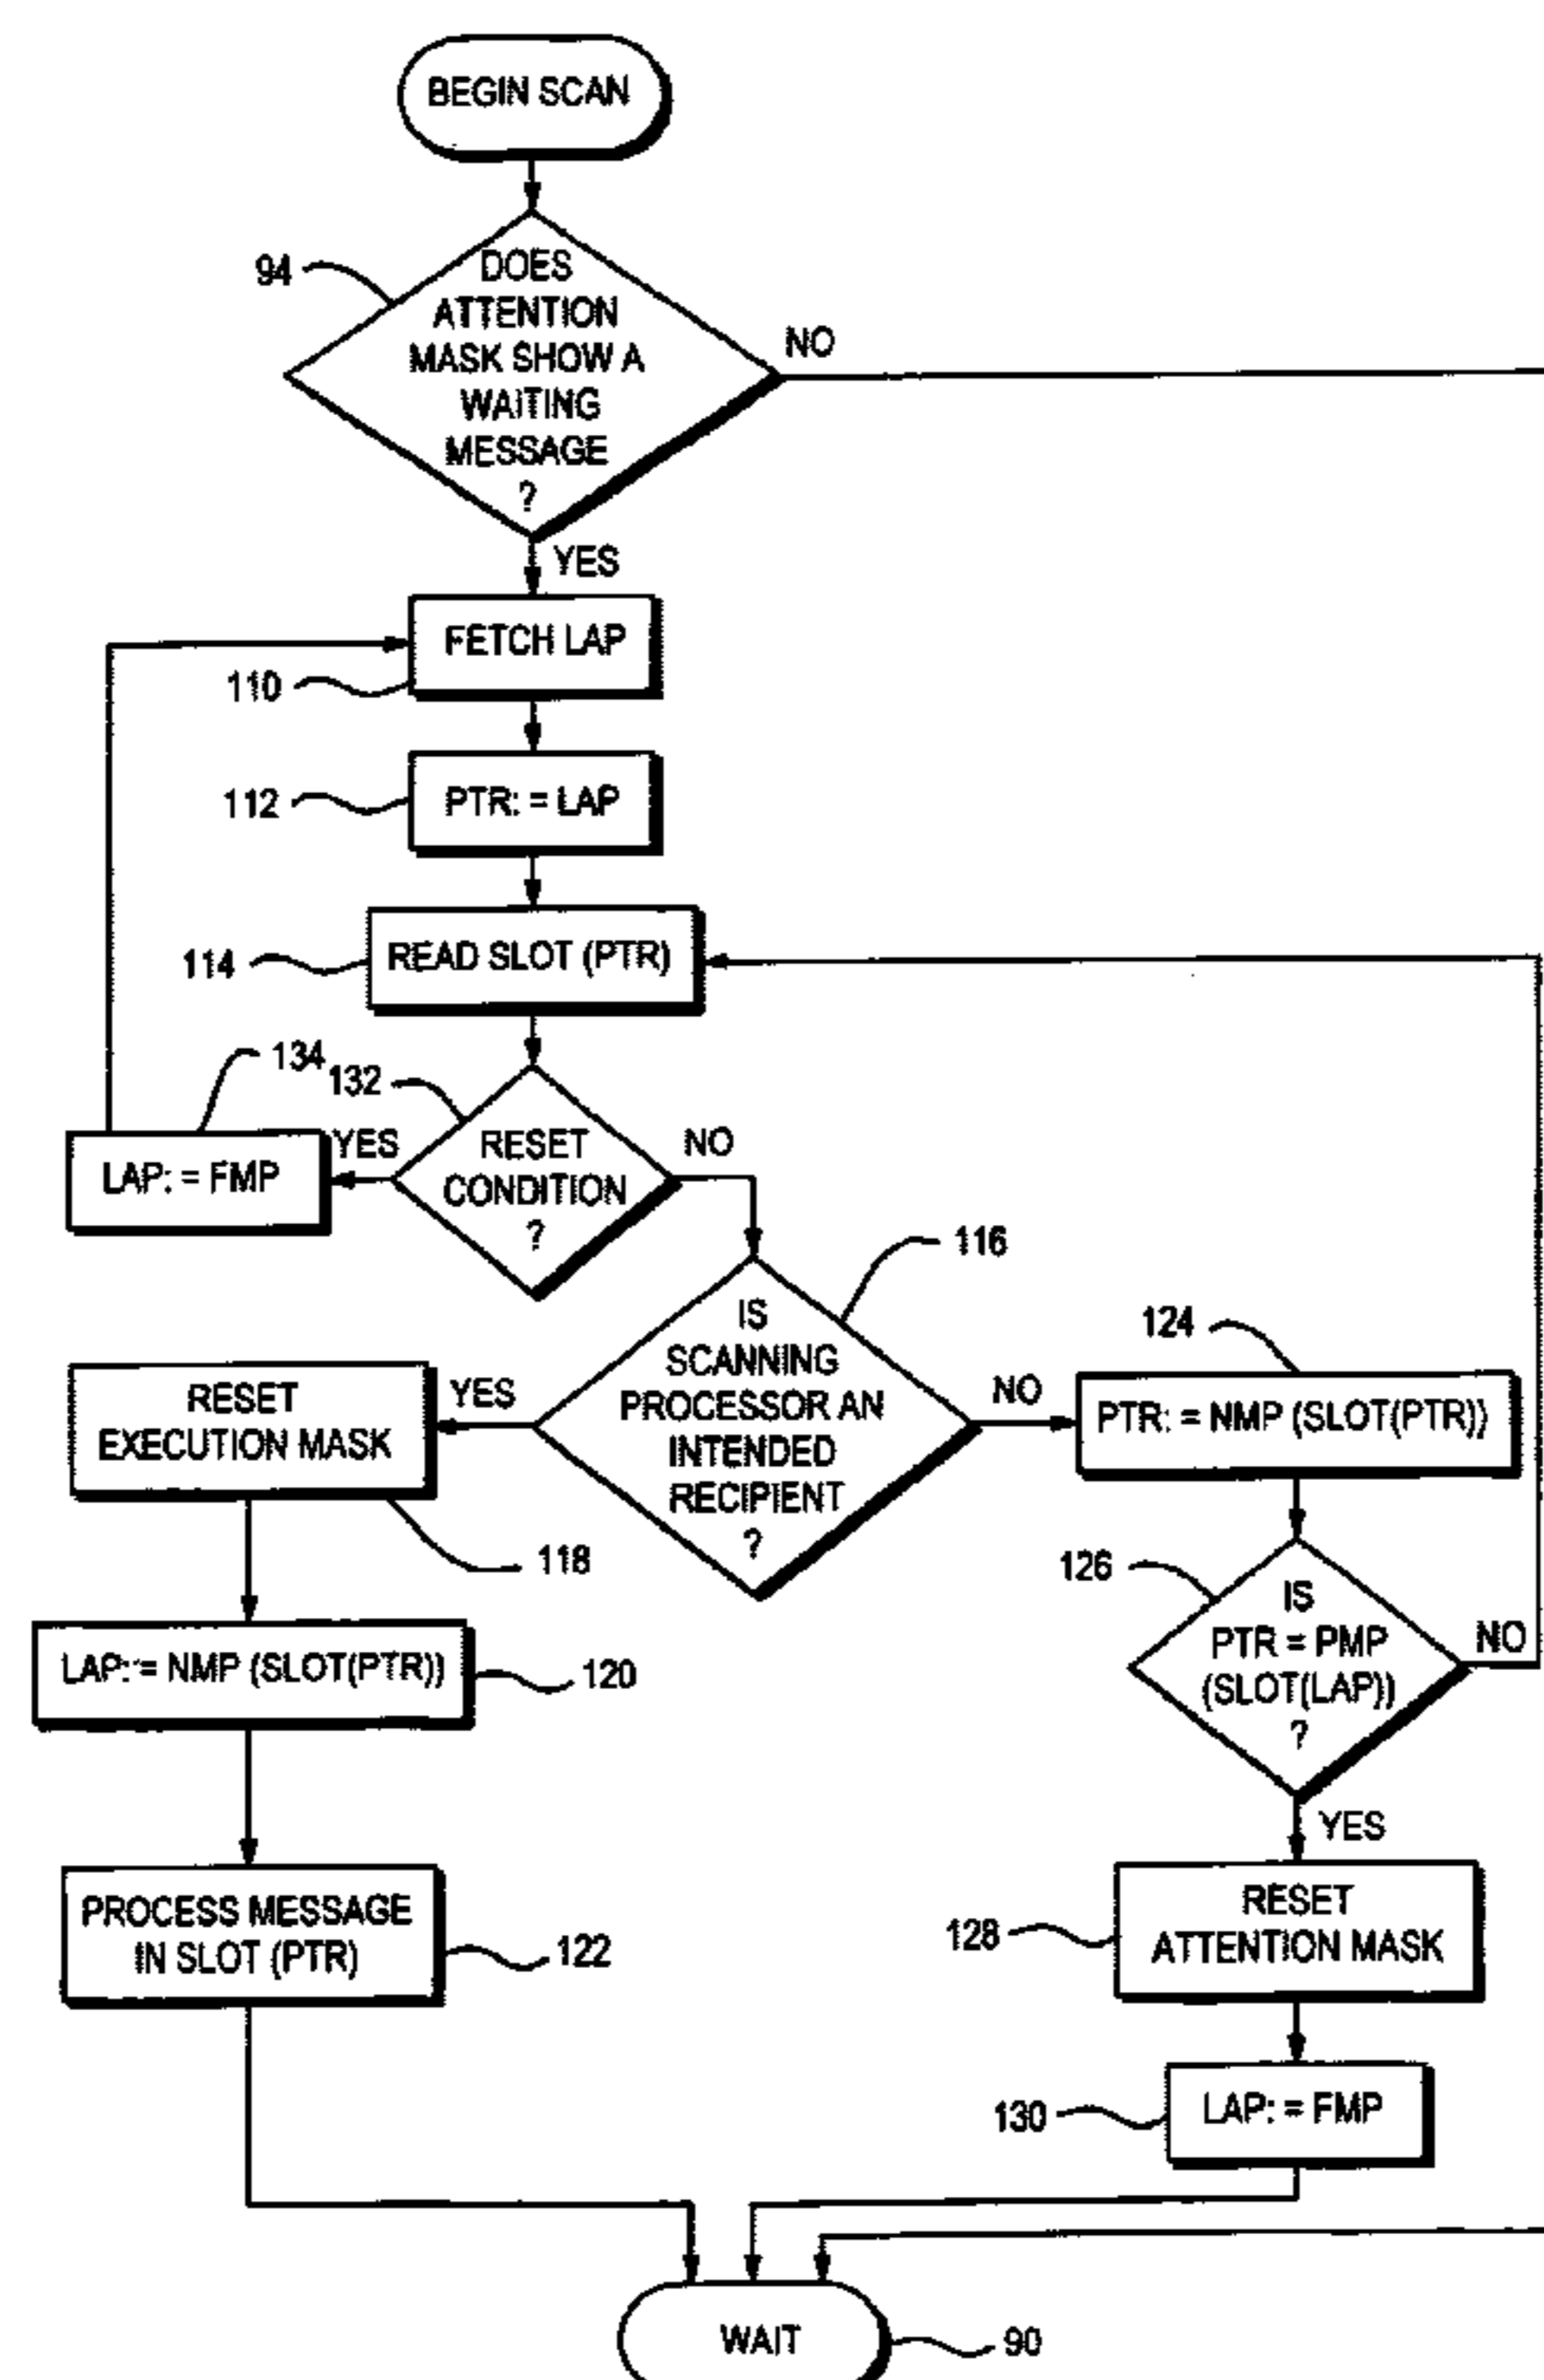 BEGIN SCAN
94
DOES
ATTENTION
MASK SHOW A
WAITING
MESSAGE
?
NO
YES
FETCH LAP
110
PTR: = LAP
112
READ SLOT (PTR)
114
134
132
LAP: = FMP
YES
RESET
CONDITION
?
NO
116
IS
SCANNING
PROCESSOR AN
INTENDED
RECIPIENT
?
YES
NO
RESET
EXECUTION MASK
118
124
PTR: = NMP (SLOT(PTR))
126
IS
PTR = PMP
(SLOT(LAP))
?
NO
YES
LAP: = NMP (SLOT(PTR))
120
PROCESS MESSAGE
IN SLOT (PTR)
122
RESET
ATTENTION MASK
128
LAP: = FMP
130
WAIT
90